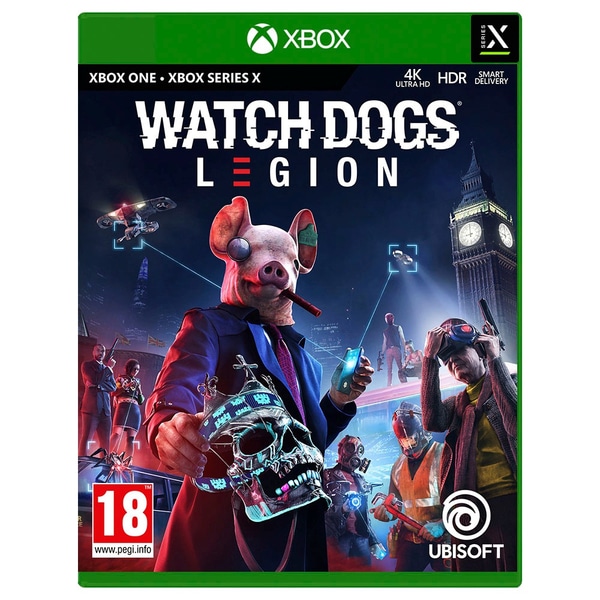 XBOX
SERIES X
XBOX ONE • XBOX SERIES X
4K ULTRA HD
HDR
SMART DELIVERY
WATCH DOGS®
LEGION
18
www.pegi.info
UBISOFT